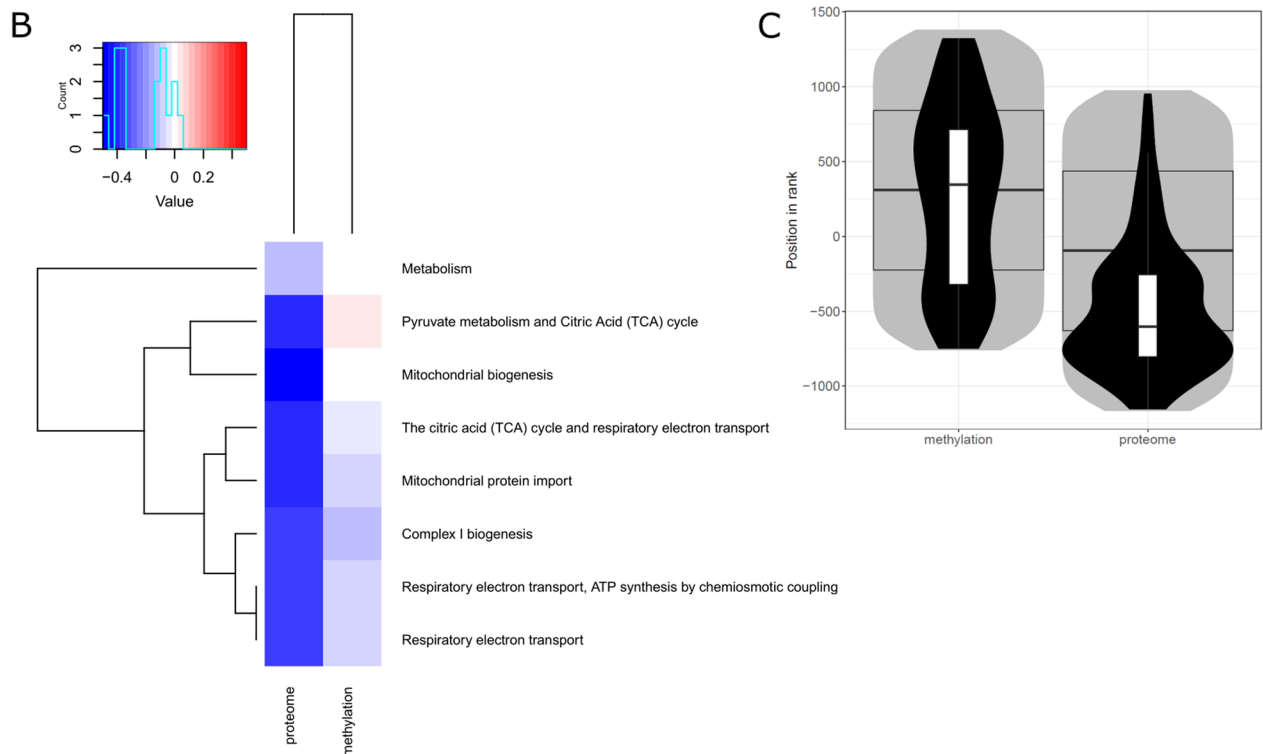 B
3
2
1
0
Count
−0.4
0
0.2
Value
Metabolism
Pyruvate metabolism and Citric Acid (TCA) cycle
Mitochondrial biogenesis
The citric acid (TCA) cycle and respiratory electron transport
Mitochondrial protein import
Complex I biogenesis
Respiratory electron transport, ATP synthesis by chemiosmotic coupling
Respiratory electron transport
proteome
methylation
C
1500
1000
500
0
−500
−1000
Position in rank
methylation
proteome